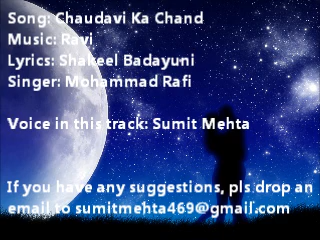 Song: Chaudavi Ka Chand
Music: Ravi
Lyrics: Shakeel Badayuni
Singer: Mohammad Rafi
Voice in this track: Sumit Mehta
If you have any suggestions, pls drop an
email to sumitmehta469@gmail.com